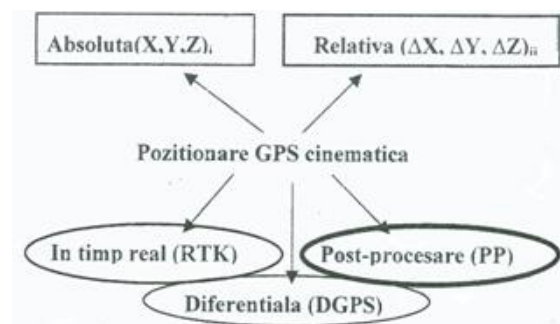 Absoluta(X,Y,Z)i
Relativa (ΔX, ΔY, ΔZ)ii
Pozitionare GPS cinematica
In timp real (RTK)
Post-procesare (PP)
Diferentiala (DGPS)